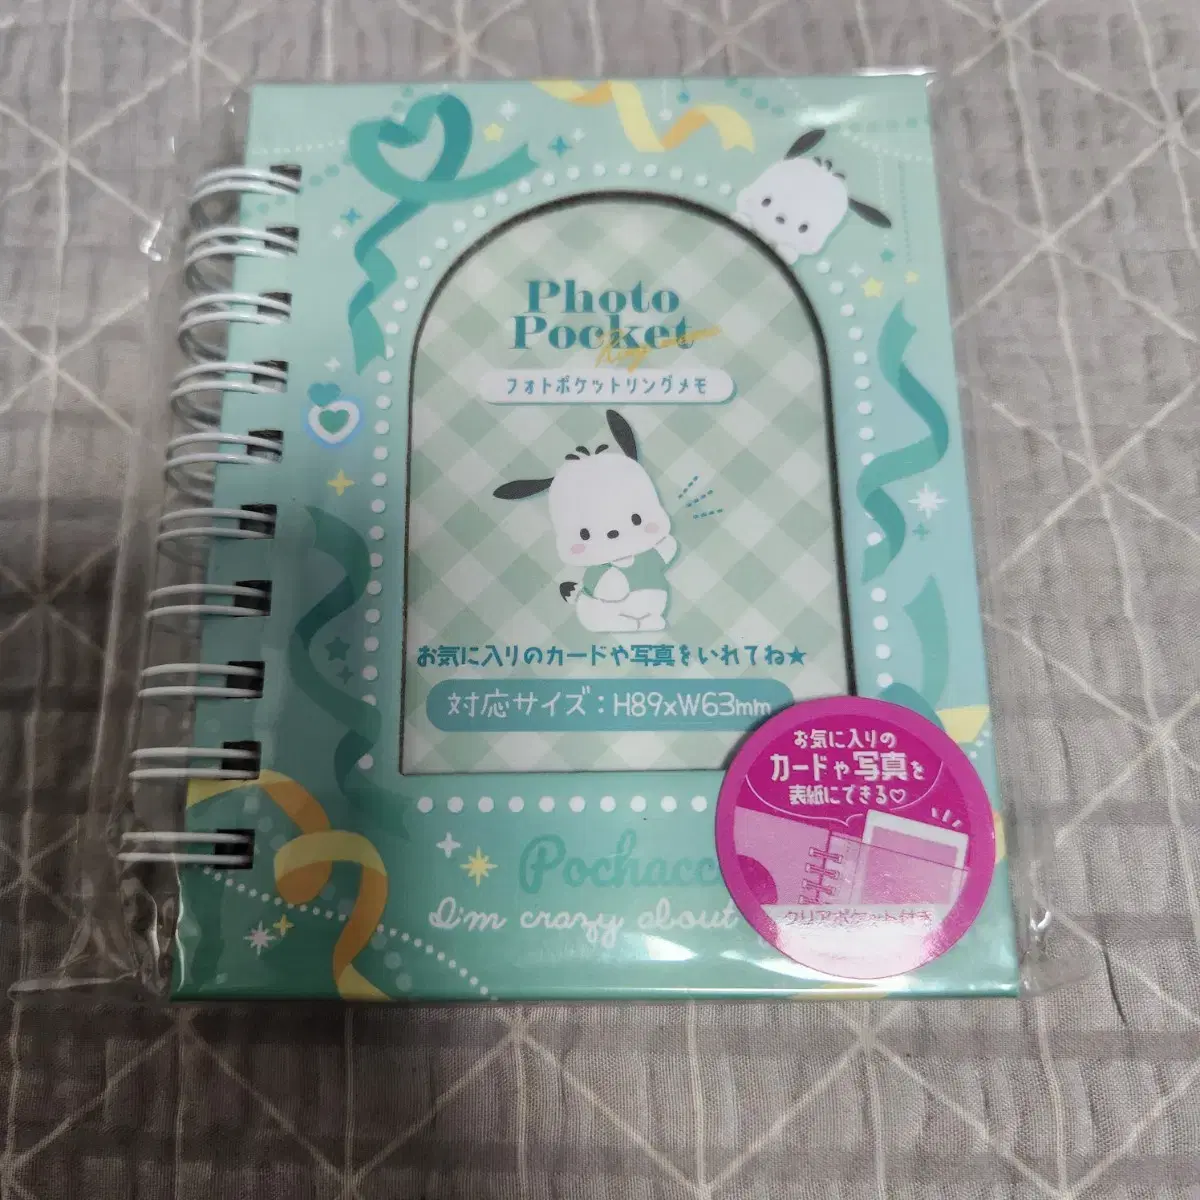 Photo
Pocket
Ring memo
フォトポケットリングメモ
お気に入りのカードや写真をいれてね★
対応サイズ：H89xW63mm
お気に入りの
カードや写真を
表紙にできる♡
クリアポケット付き
Pochacc
I'm crazy about